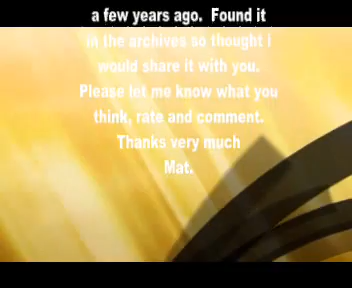 a few years ago. Found it
in the archives so thought I
would share it with you.
Please let me know what you
think, rate and comment.
Thanks very much
Mat.